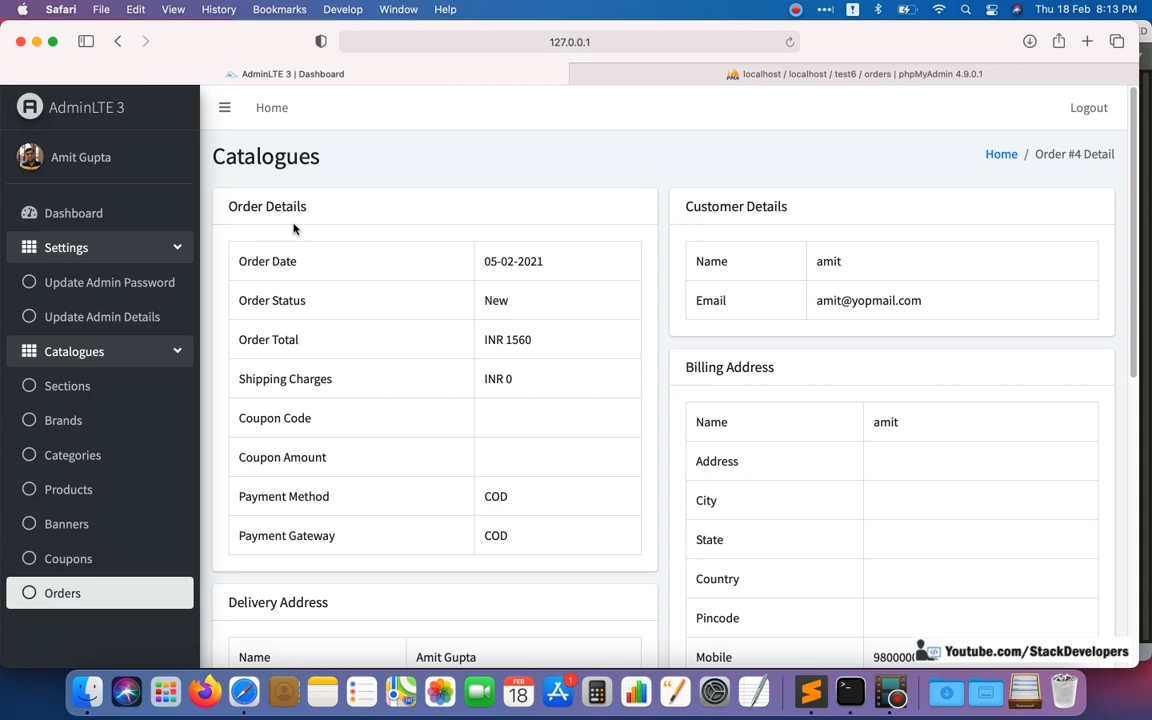 Safari File Edit View History Bookmarks Develop Window Help Thu 18 Feb 8:13 PM
127.0.0.1
AdminLTE 3 | Dashboard
localhost / localhost / test6 / orders | phpMyAdmin 4.9.0.1
AdminLTE 3
Home
Logout
Amit Gupta
Dashboard
Settings
Update Admin Password
Update Admin Details
Catalogues
Sections
Brands
Categories
Products
Banners
Coupons
Orders
Catalogues
Home / Order #4 Detail
Order Details
Order Date 05-02-2021
Order Status New
Order Total INR 1560
Shipping Charges INR 0
Coupon Code
Coupon Amount
Payment Method COD
Payment Gateway COD
Delivery Address
Name Amit Gupta
Customer Details
Name amit
Email amit@yopmail.com
Billing Address
Name amit
Address
City
State
Country
Pincode
Mobile
Youtube.com/StackDevelopers
FEB
18
1